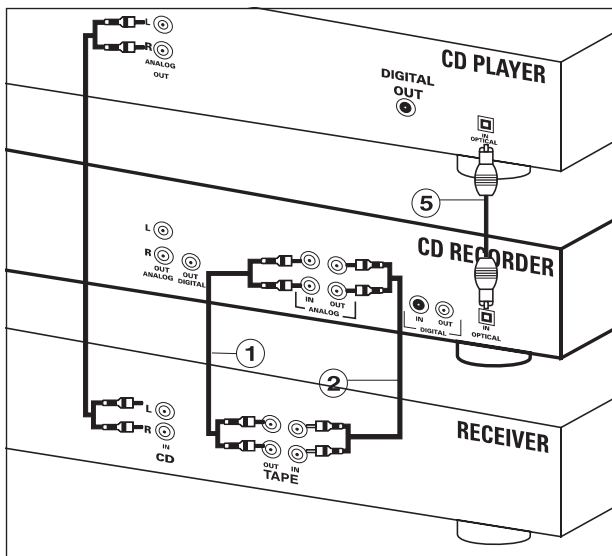 L
R
ANALOG
OUT
CD PLAYER
DIGITAL
OUT
IN
OPTICAL
5
CD RECORDER
L
R
OUT
ANALOG
OUT
DIGITAL
IN
OUT
ANALOG
IN
OUT
DIGITAL
IN
OPTICAL
1
2
RECEIVER
L
R
IN
CD
OUT
IN
TAPE